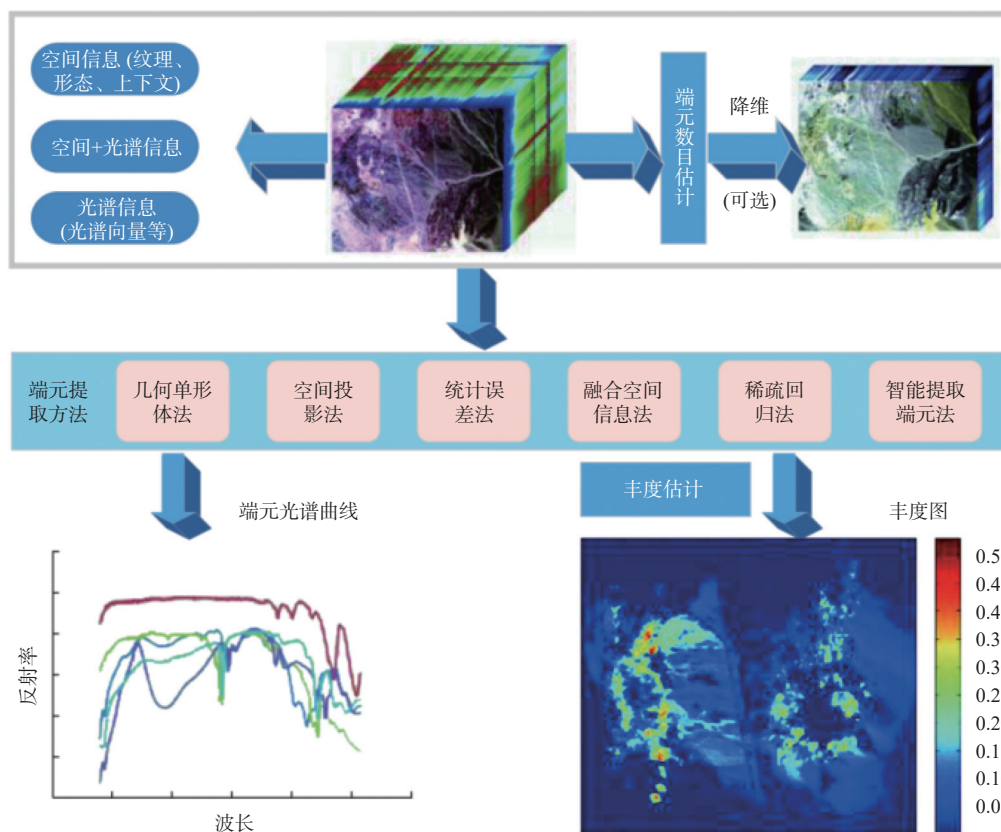 空间信息 (纹理、
形态、上下文)
空间+光谱信息
光谱信息
(光谱向量等)
端元数目估计
降维
(可选)
端元提
取方法
几何单形
体法
空间投
影法
统计误
差法
融合空间
信息法
稀疏回
归法
智能提取
端元法
端元光谱曲线
反射率
波长
丰度估计
丰度图
0.5
0.4
0.4
0.3
0.3
0.2
0.2
0.1
0.1
0.0